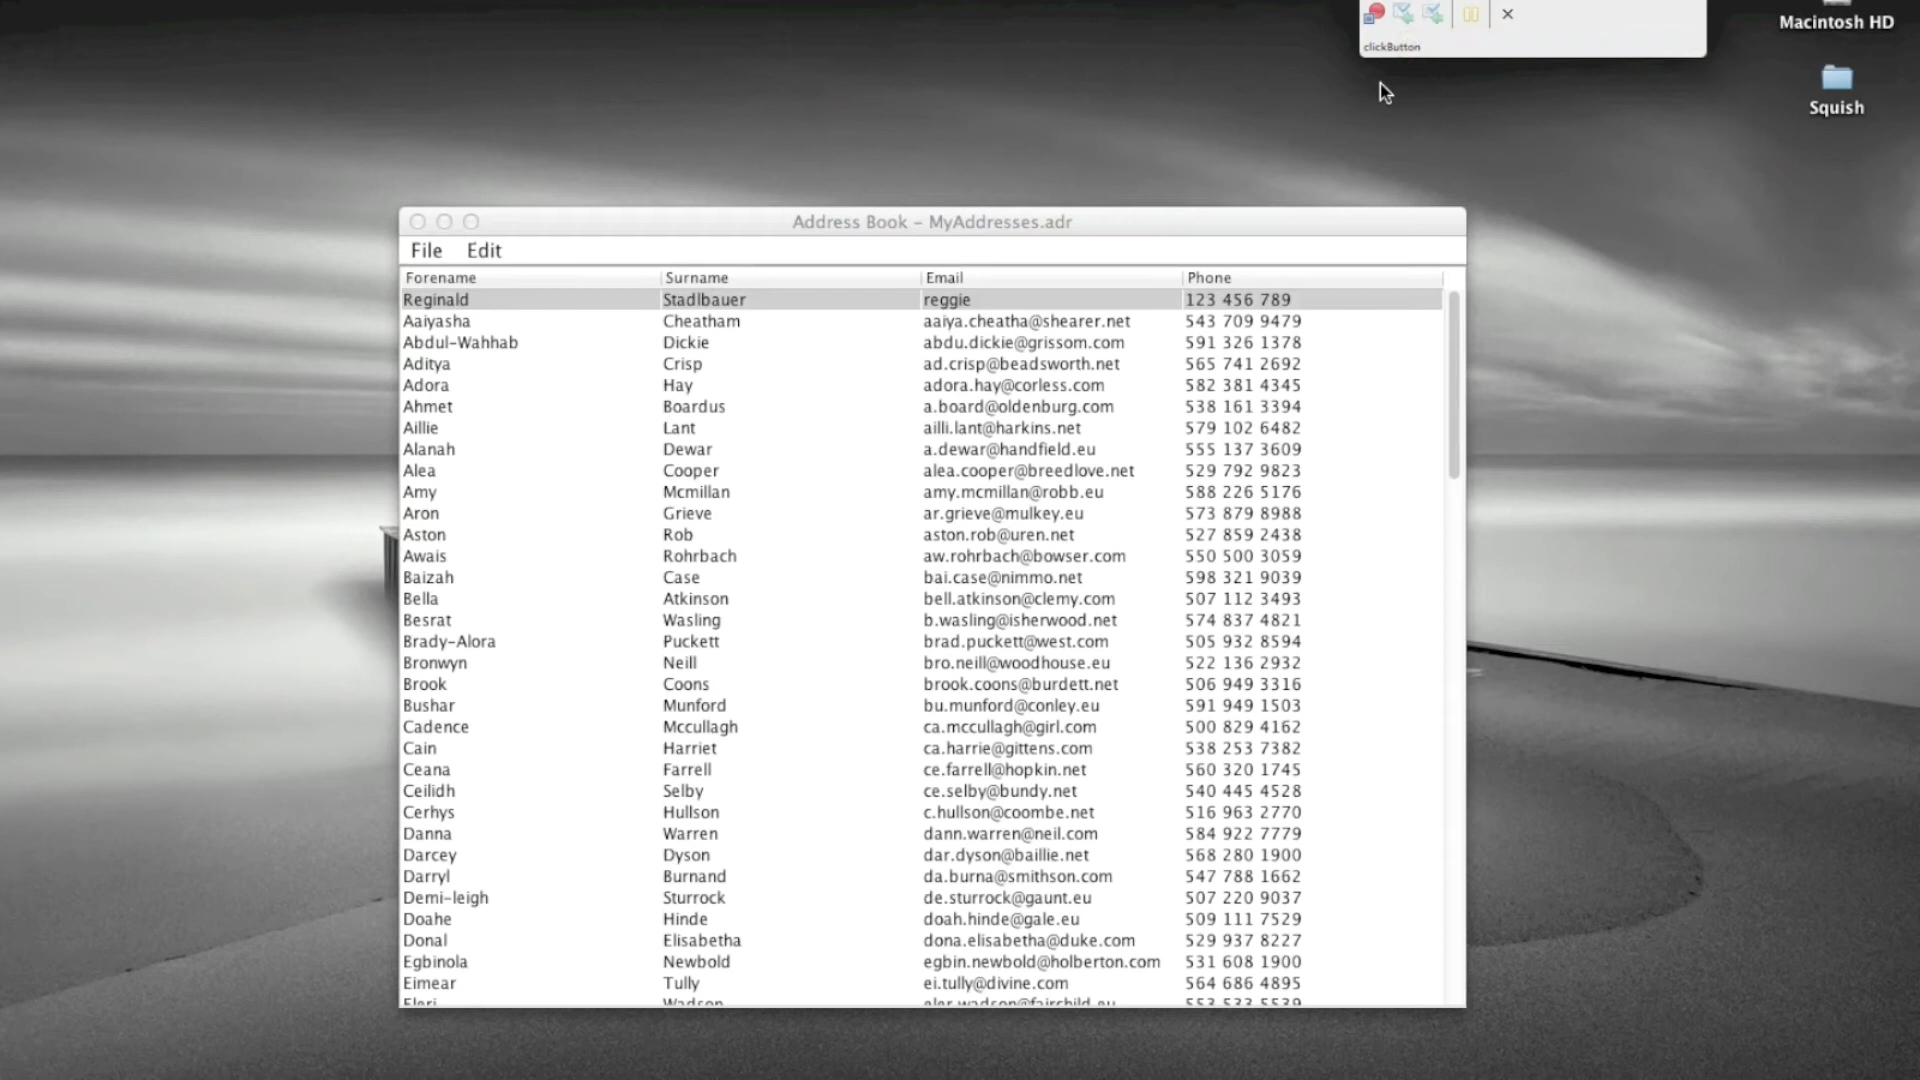 clickButton
Macintosh HD
Squish
Address Book – MyAddresses.adr
File Edit
Forename Surname Email Phone
Reginald Stadlbauer reggie 123 456 789
Aaiyasha Cheatham aaiya.cheatha@shearer.net 543 709 9479
Abdul-Wahhab Dickie abdu.dickie@grissom.com 591 326 1378
Aditya Crisp ad.crisp@beadsworth.net 565 741 2692
Adora Hay adora.hay@corless.com 582 381 4345
Ahmet Boardus a.board@oldenburg.com 538 161 3394
Aillie Lant ailli.lant@harkins.net 579 102 6482
Alanah Dewar a.dewar@handfield.eu 555 137 3609
Alea Cooper alea.cooper@breedlove.net 529 792 9823
Amy Mcmillan amy.mcmillan@robb.eu 588 226 5176
Aron Grieve ar.grieve@mulkey.eu 573 879 8988
Aston Rob aston.rob@uren.net 527 859 2438
Awais Rohrbach aw.rohrbach@bowser.com 550 500 3059
Baizah Case bai.case@nimmo.net 598 321 9039
Bella Atkinson bell.atkinson@clemy.com 507 112 3493
Besrat Wasling b.wasling@isherwood.net 574 837 4821
Brady-Alora Puckett brad.puckett@west.com 505 932 8594
Bronwyn Neill bro.neill@woodhouse.eu 522 136 2932
Brook Coons brook.coons@burdett.net 506 949 3316
Bushar Munford bu.munford@conley.eu 591 949 1503
Cadence Mccullagh ca.mccullagh@girl.com 500 829 4162
Cain Harriet ca.harrie@gittens.com 538 253 7382
Ceana Farrell ce.farrell@hopkin.net 560 320 1745
Ceilidh Selby ce.selby@bundy.net 540 445 4528
Cerhys Hullson c.hullson@coombe.net 516 963 2770
Danna Warren dann.warren@neil.com 584 922 7779
Darcey Dyson dar.dyson@baillie.net 568 280 1900
Darryl Burnand da.burna@smithson.com 547 788 1662
Demi-leigh Sturrock de.sturrock@gaunt.eu 507 220 9037
Doahe Hinde doah.hinde@gale.eu 509 111 7529
Donal Elisabetha dona.elisabetha@duke.com 529 937 8227
Egbinola Newbold egbin.newbold@holberton.com 531 608 1900
Eimear Tully ei.tully@divine.com 564 686 4895
Eleri Wadson eler.wadson@fairchild.eu 553 533 5539